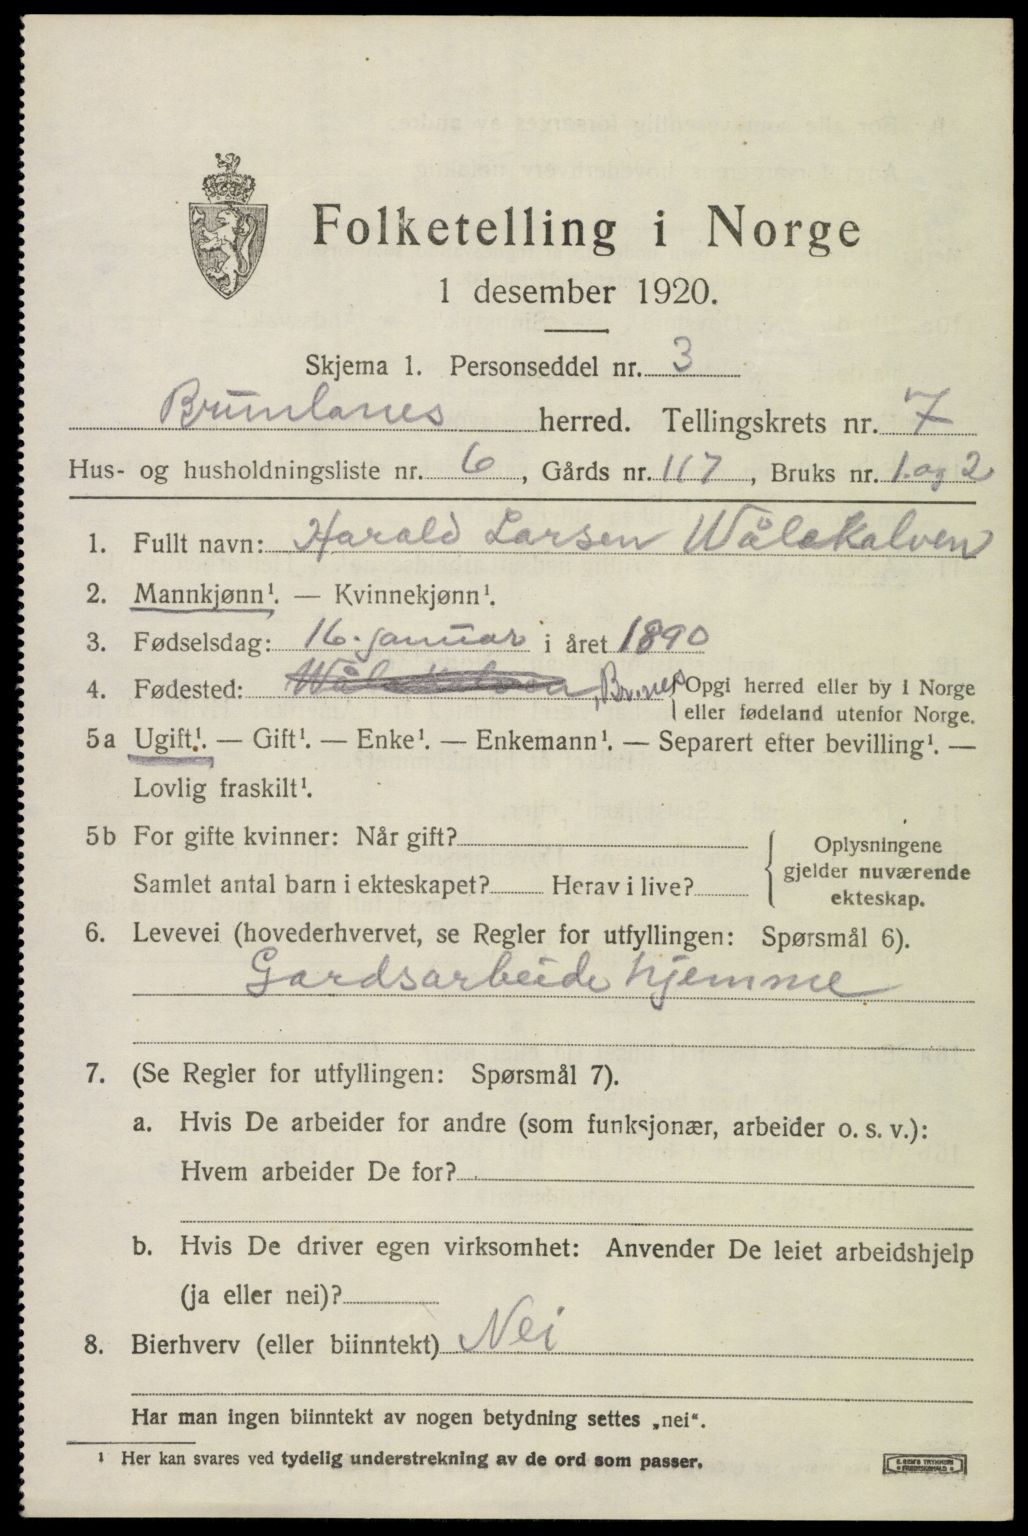 Folketelling i Norge
1 desember 1920.
Skjema 1. Personseddel nr. 3
Brunlanes herred. Tellingskrets nr. 7
Hus- og husholdningsliste nr. 6, Gårds nr. 117, Bruks nr. 1. og 2
1. Fullt navn: Harald Larsen Wålekalven
2. Mannkjønn¹. — Kvinnekjønn¹.
3. Fødselsdag: 16. januar i året 1890
4. Fødested: , Br.nes {Opgi herred eller by i Norge
eller fødeland utenfor Norge.
5a Ugift¹. — Gift¹. — Enke¹. — Enkemann¹. — Separert efter bevilling¹. —
Lovlig fraskilt¹.
5b For gifte kvinner: Når gift?
Samlet antal barn i ekteskapet? Herav i live?
{ Oplysningene
gjelder nuværende
ekteskap.
6. Levevei (hovederhvervet, se Regler for utfyllingen: Spørsmål 6).
Gardsarbeide hjemme
7. (Se Regler for utfyllingen: Spørsmål 7).
a. Hvis De arbeider for andre (som funksjonær, arbeider o. s. v.):
Hvem arbeider De for?
b. Hvis De driver egen virksomhet: Anvender De leiet arbeidshjelp
(ja eller nei)?
8. Bierhverv (eller biinntekt) Nei
Har man ingen biinntekt av nogen betydning settes „nei“.
¹ Her kan svares ved tydelig understrekning av de ord som passer.